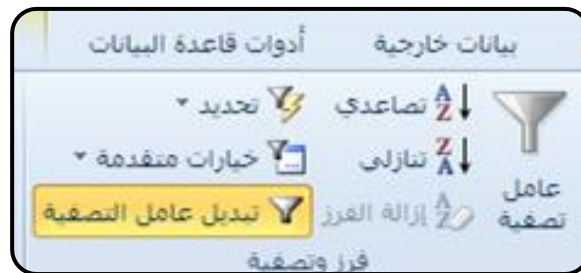 بيانات خارجية أدوات قاعدة البيانات
عامل تصفية
تصاعدي
تنازلي
إزالة الفرز
تحديد
خيارات متقدمة
تبديل عامل التصفية
فرز وتصفية